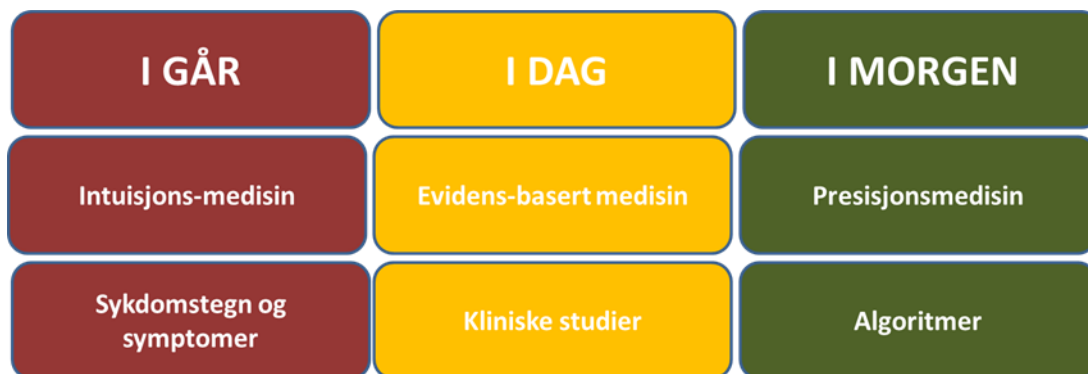 I GÅR
I DAG
I MORGEN
Intuisjons-medisin
Evidens-basert medisin
Presisjonsmedisin
Sykdomstegn og
symptomer
Kliniske studier
Algoritmer